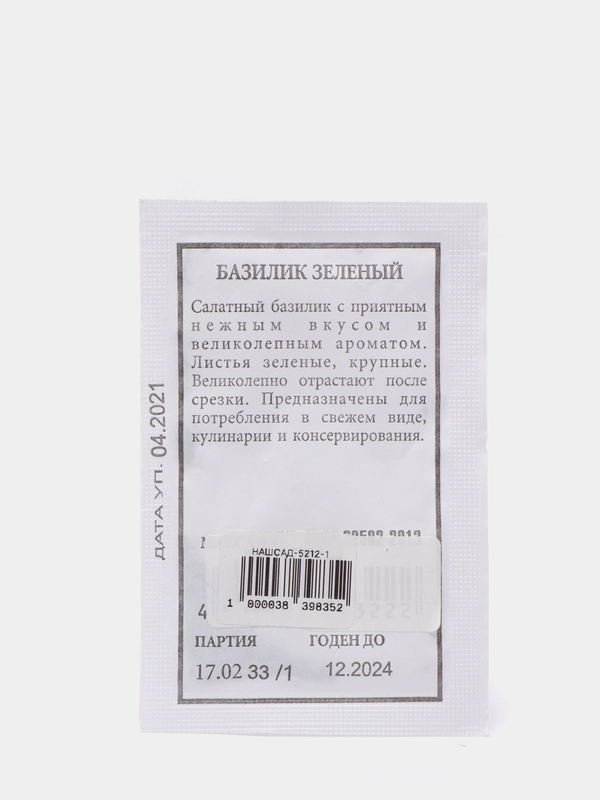 БАЗИЛИК ЗЕЛЕНЫЙ
Салатный базилик с приятным
нежным вкусом и
великолепным ароматом.
Листья зеленые, крупные.
Великолепно отрастают после
срезки. Предназначены для
потребления в свежем виде,
кулинарии и консервирования.
ДАТА УП. 04.2021
НАШСАД-5212-1
1 000038 398352
4
3222
ПАРТИЯ ГОДЕН ДО
17.02 33 /1 12.2024